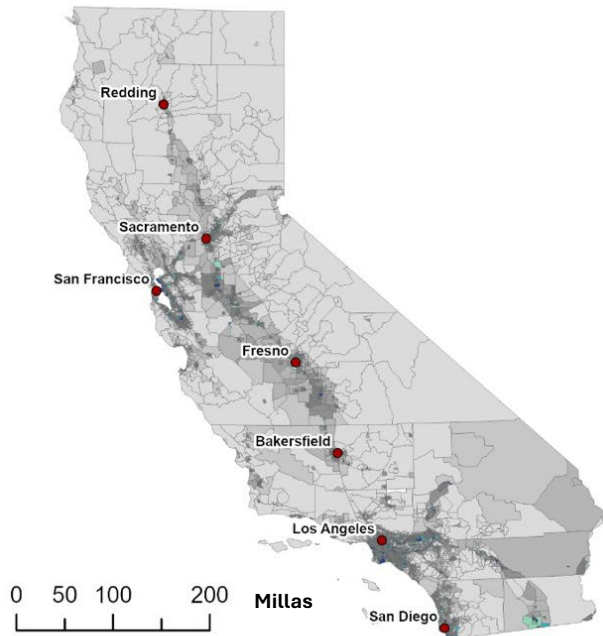 Redding
Sacramento
San Francisco
Fresno
Bakersfield
Los Angeles
San Diego
0 50 100 200
Millas